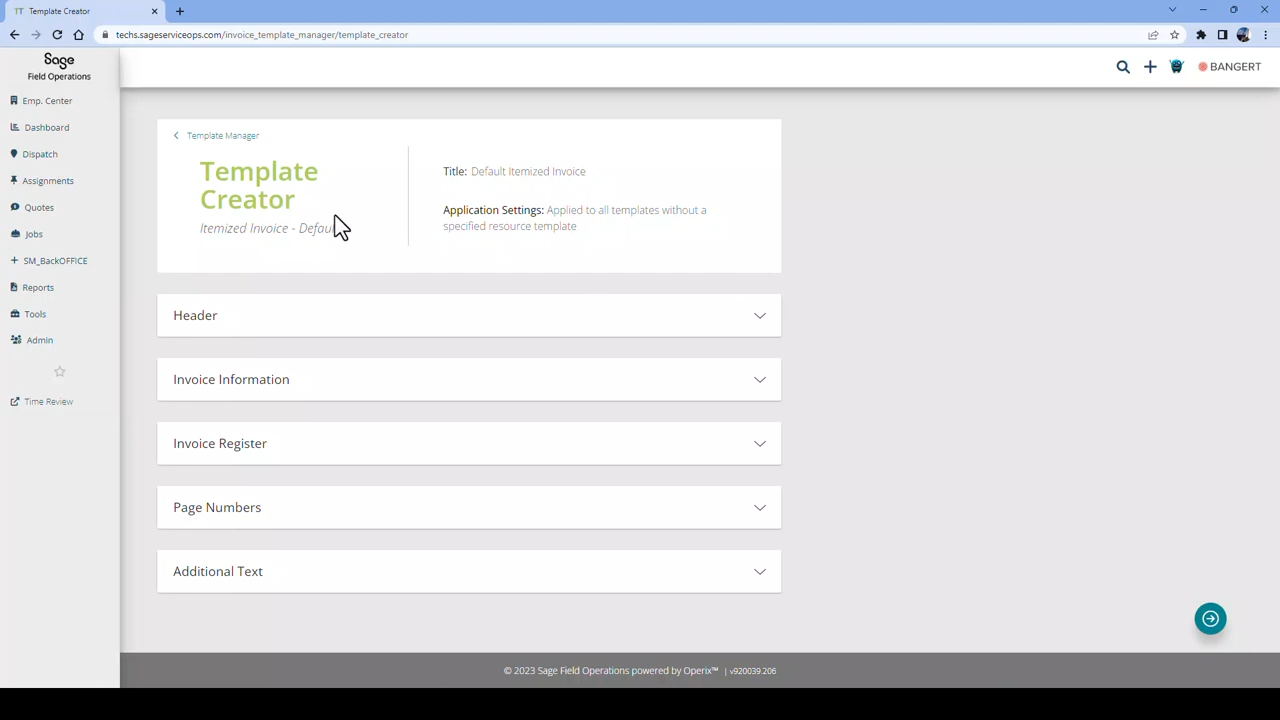 Template Creator
techs.sageserviceops.com/invoice_template_manager/template_creator
Sage
Field Operations
BANGERT
Emp. Center
Dashboard
Dispatch
Assignments
Quotes
Jobs
SM_BackOFFICE
Reports
Tools
Admin
Time Review
Template Manager
Template
Creator
Itemized Invoice -
Title: Default Itemized Invoice
Application Settings: Applied to all templates without a
specified resource template
Header
Invoice Information
Invoice Register
Page Numbers
Additional Text
© 2023 Sage Field Operations powered by Operix™ | v920039.206